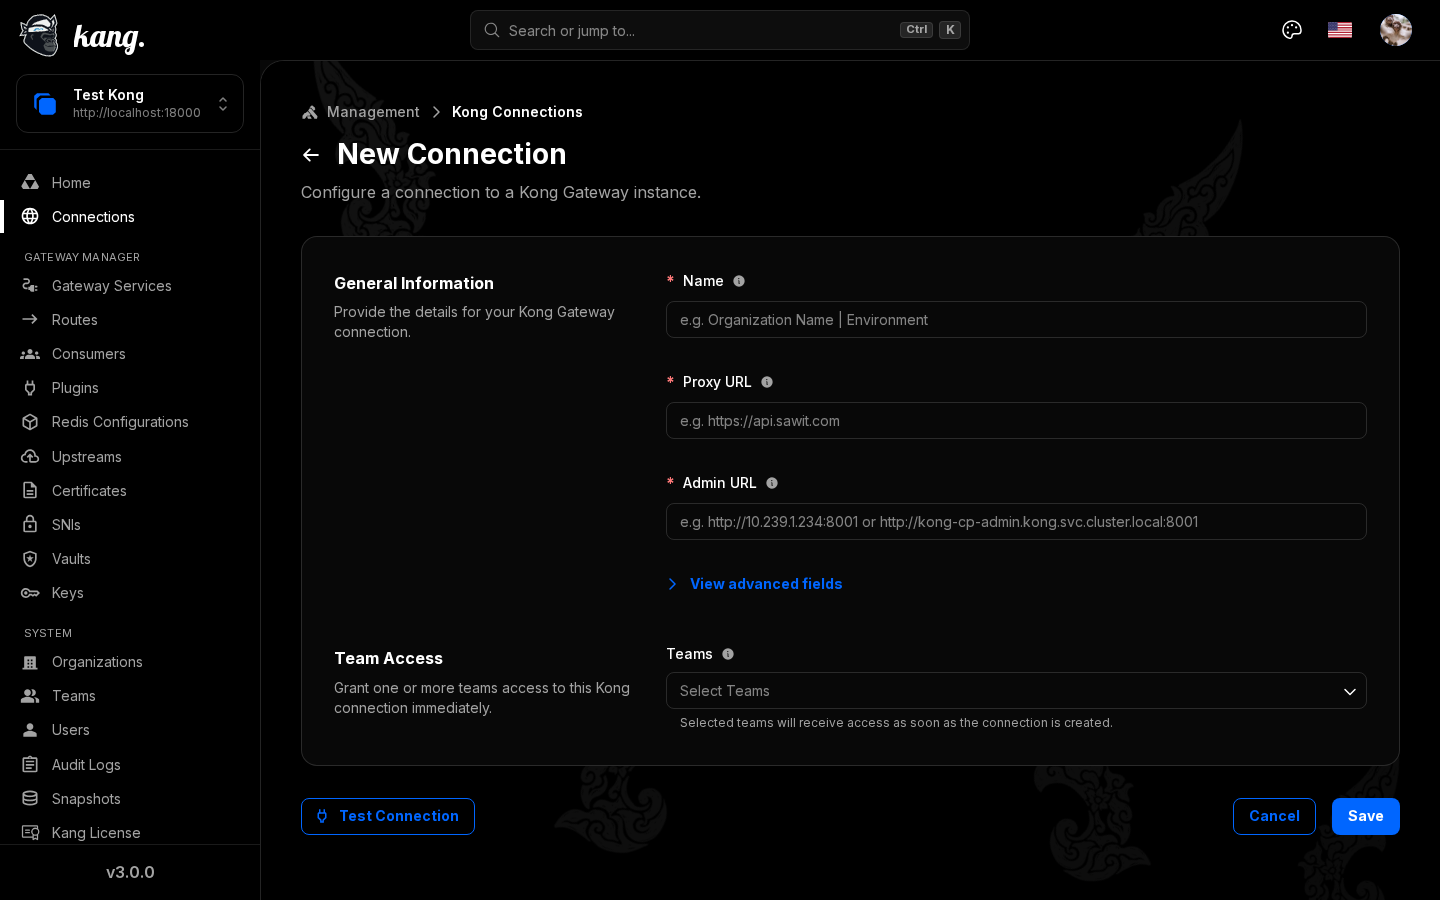 kang.
Search or jump to...
Ctrl
K
Test Kong
http://localhost:18000
Home
Connections
GATEWAY MANAGER
Gateway Services
Routes
Consumers
Plugins
Redis Configurations
Upstreams
Certificates
SNIs
Vaults
Keys
SYSTEM
Organizations
Teams
Users
Audit Logs
Snapshots
Kang License
v3.0.0
Management
Kong Connections
New Connection
Configure a connection to a Kong Gateway instance.
General Information
Provide the details for your Kong Gateway
connection.
* Name
e.g. Organization Name | Environment
* Proxy URL
e.g. https://api.sawit.com
* Admin URL
e.g. http://10.239.1.234:8001 or http://kong-cp-admin.kong.svc.cluster.local:8001
View advanced fields
Team Access
Grant one or more teams access to this Kong
connection immediately.
Teams
Select Teams
Selected teams will receive access as soon as the connection is created.
Test Connection
Cancel
Save